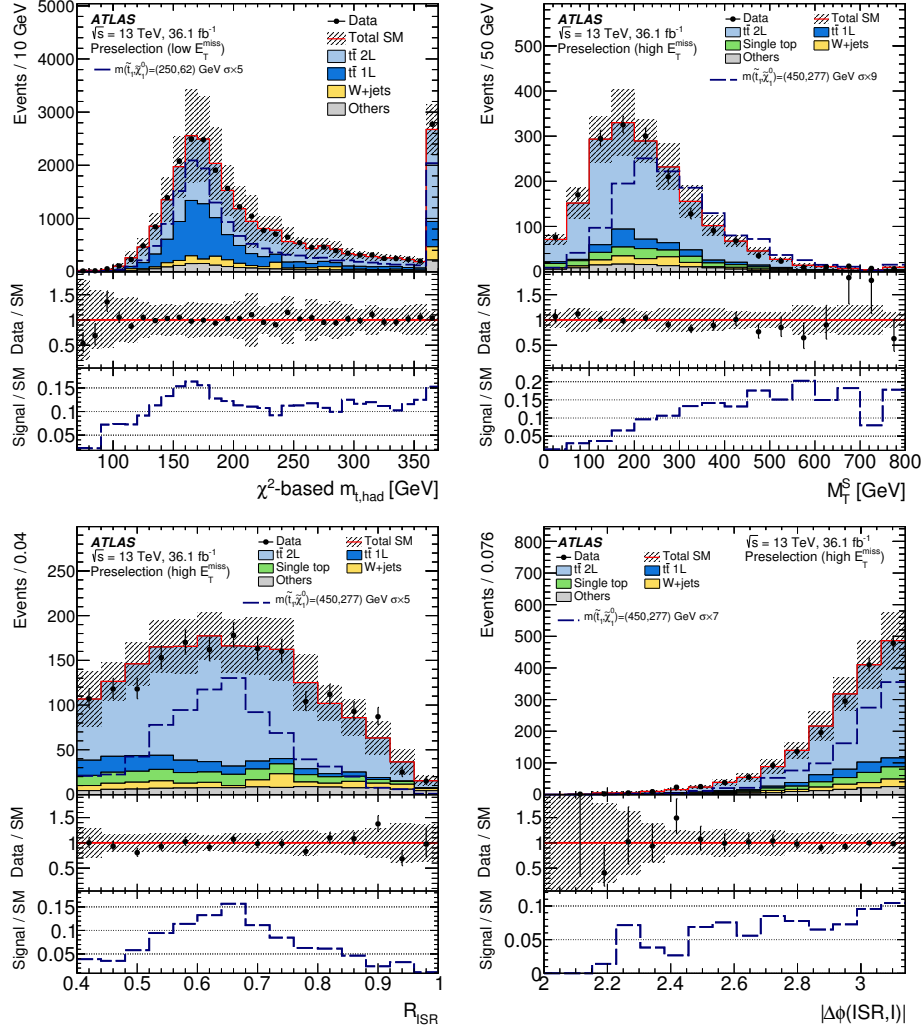 ATLAS
√s = 13 TeV, 36.1 fb⁻¹
Preselection (low E_T^miss)
Data
Total SM
tt̄ 2L
tt̄ 1L
W+jets
Others
m(t̃₁,χ̃₁⁰)=(250,62) GeV σ×5
Events / 10 GeV
5000
4000
3000
2000
1000
0
Data / SM
1.5
1
0.5
Signal / SM
0.15
0.1
0.05
100 150 200 250 300 350
χ²-based m_t,had [GeV]
ATLAS
√s = 13 TeV, 36.1 fb⁻¹
Preselection (high E_T^miss)
Data Total SM
tt̄ 2L tt̄ 1L
Single top W+jets
Others
m(t̃₁,χ̃₁⁰)=(450,277) GeV σ×9
Events / 50 GeV
500
400
300
200
100
0
Data / SM
1.5
1
0.5
Signal / SM
0.2
0.15
0.1
0.05
0 100 200 300 400 500 600 700 800
M_T^S [GeV]
ATLAS
√s = 13 TeV, 36.1 fb⁻¹
Preselection (high E_T^miss)
Data Total SM
tt̄ 2L tt̄ 1L
Single top W+jets
Others
m(t̃₁,χ̃₁⁰)=(450,277) GeV σ×5
Events / 0.04
250
200
150
100
50
0
Data / SM
1.5
1
0.5
Signal / SM
0.15
0.1
0.05
0.4 0.5 0.6 0.7 0.8 0.9 1
R_ISR
ATLAS
√s = 13 TeV, 36.1 fb⁻¹
Preselection (high E_T^miss)
Data Total SM
tt̄ 2L tt̄ 1L
Single top W+jets
Others
m(t̃₁,χ̃₁⁰)=(450,277) GeV σ×7
Events / 0.076
800
700
600
500
400
300
200
100
0
Data / SM
1.5
1
0.5
Signal / SM
0.1
0.05
0
2 2.2 2.4 2.6 2.8 3
|Δϕ(ISR,I)|